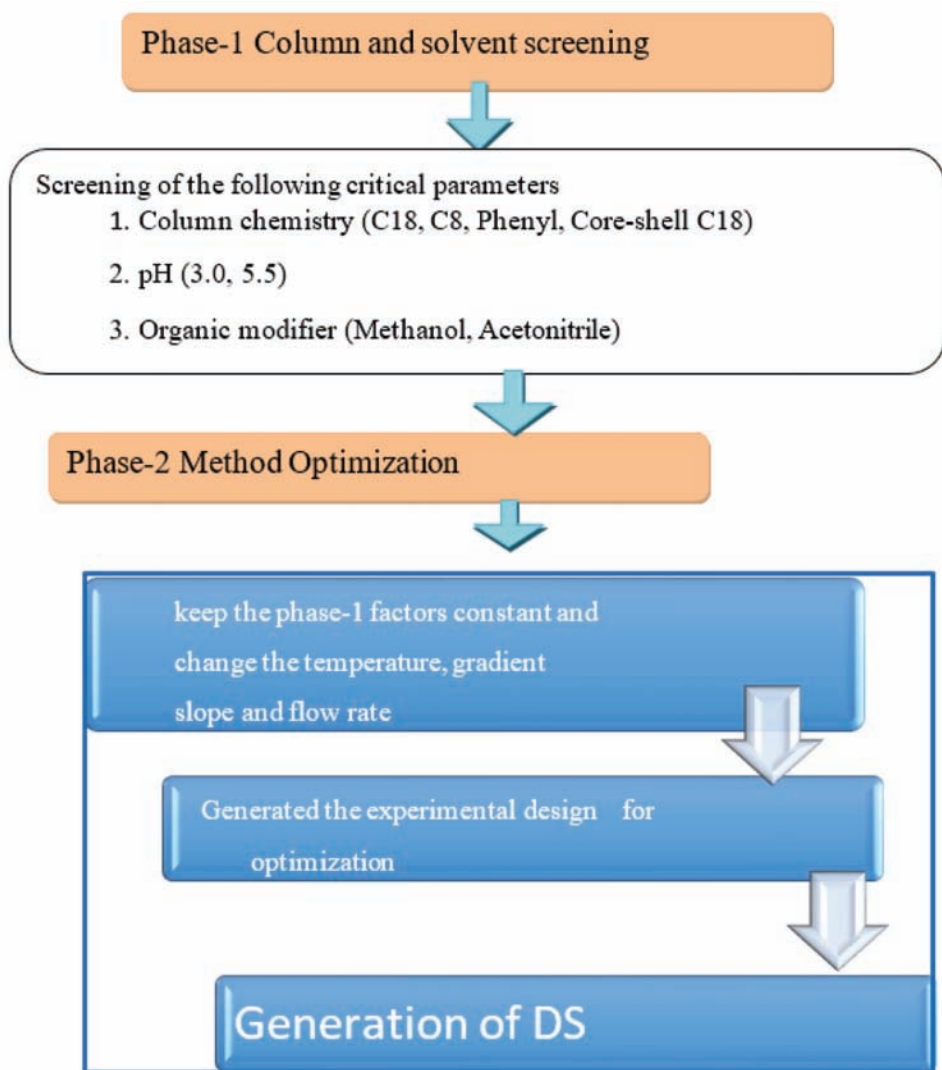 Phase-1 Column and solvent screening
Screening of the following critical parameters
1. Column chemistry (C18, C8, Phenyl, Core-shell C18)
2. pH (3.0, 5.5)
3. Organic modifier (Methanol, Acetonitrile)
Phase-2 Method Optimization
keep the phase-1 factors constant and
change the temperature, gradient
slope and flow rate
Generated the experimental design for
optimization
Generation of DS